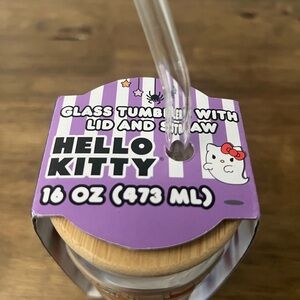 GLASS TUMBLER WITH
LID AND STRAW
HELLO
KITTY
16 OZ (473 ML)